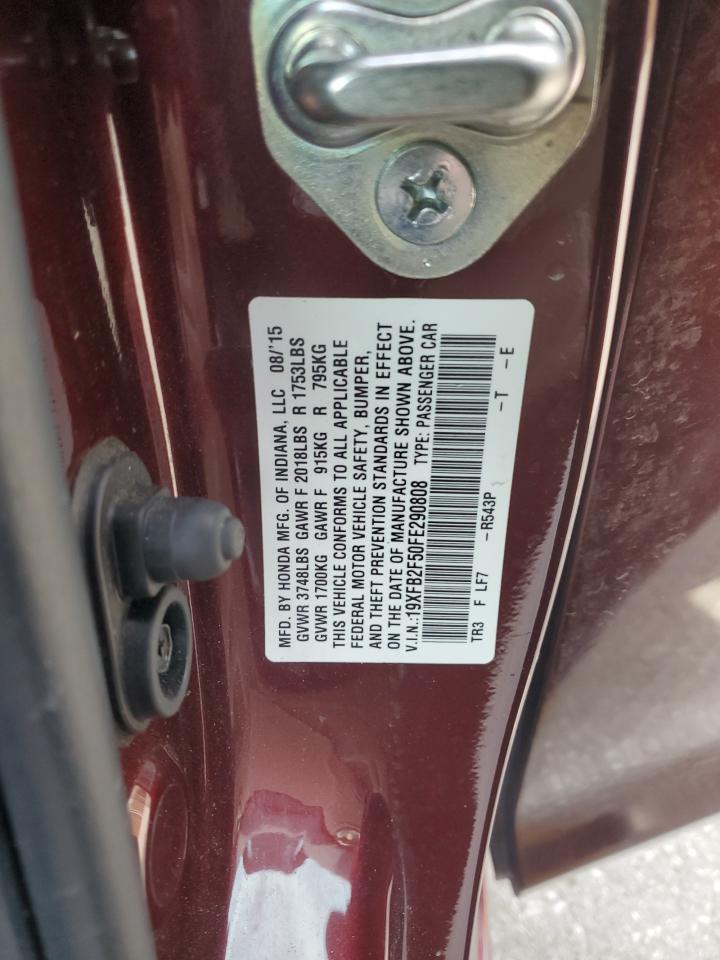 MFD. BY HONDA MFG. OF INDIANA, LLC 08/'15
GVWR 3748LBS GAWR F 2018LBS R 1753LBS
GVWR 1700KG GAWR F 915KG R 795KG
THIS VEHICLE CONFORMS TO ALL APPLICABLE
FEDERAL MOTOR VEHICLE SAFETY, BUMPER,
AND THEFT PREVENTION STANDARDS IN EFFECT
ON THE DATE OF MANUFACTURE SHOWN ABOVE.
V.I.N.:19XFB2F50FE290808 TYPE: PASSENGER CAR
TR3 F LF7 -R543P -T -E